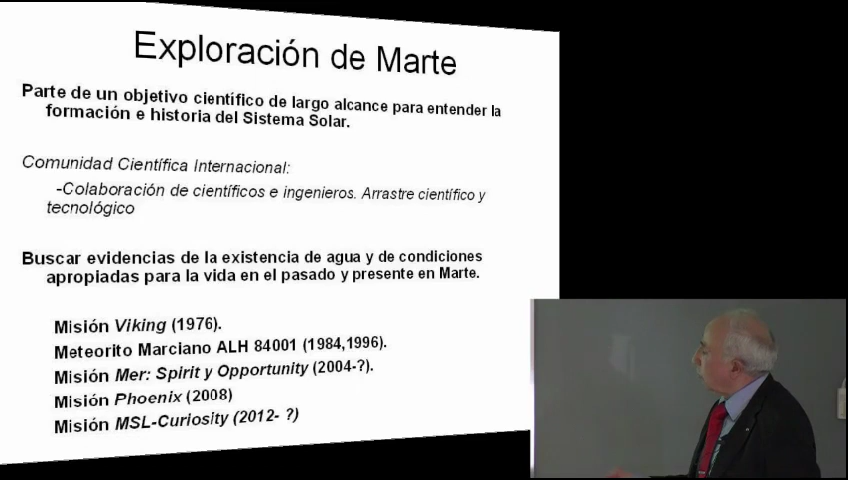 Exploración de Marte
Parte de un objetivo científico de largo alcance para entender la
formación e historia del Sistema Solar.
Comunidad Científica Internacional:
-Colaboración de científicos e ingenieros. Arrastre científico y
tecnológico
Buscar evidencias de la existencia de agua y de condiciones
apropiadas para la vida en el pasado y presente en Marte.
Misión Viking (1976).
Meteorito Marciano ALH 84001 (1984,1996).
Misión Mer: Spirit y Opportunity (2004-?).
Misión Phoenix (2008)
Misión MSL-Curiosity (2012- ?)